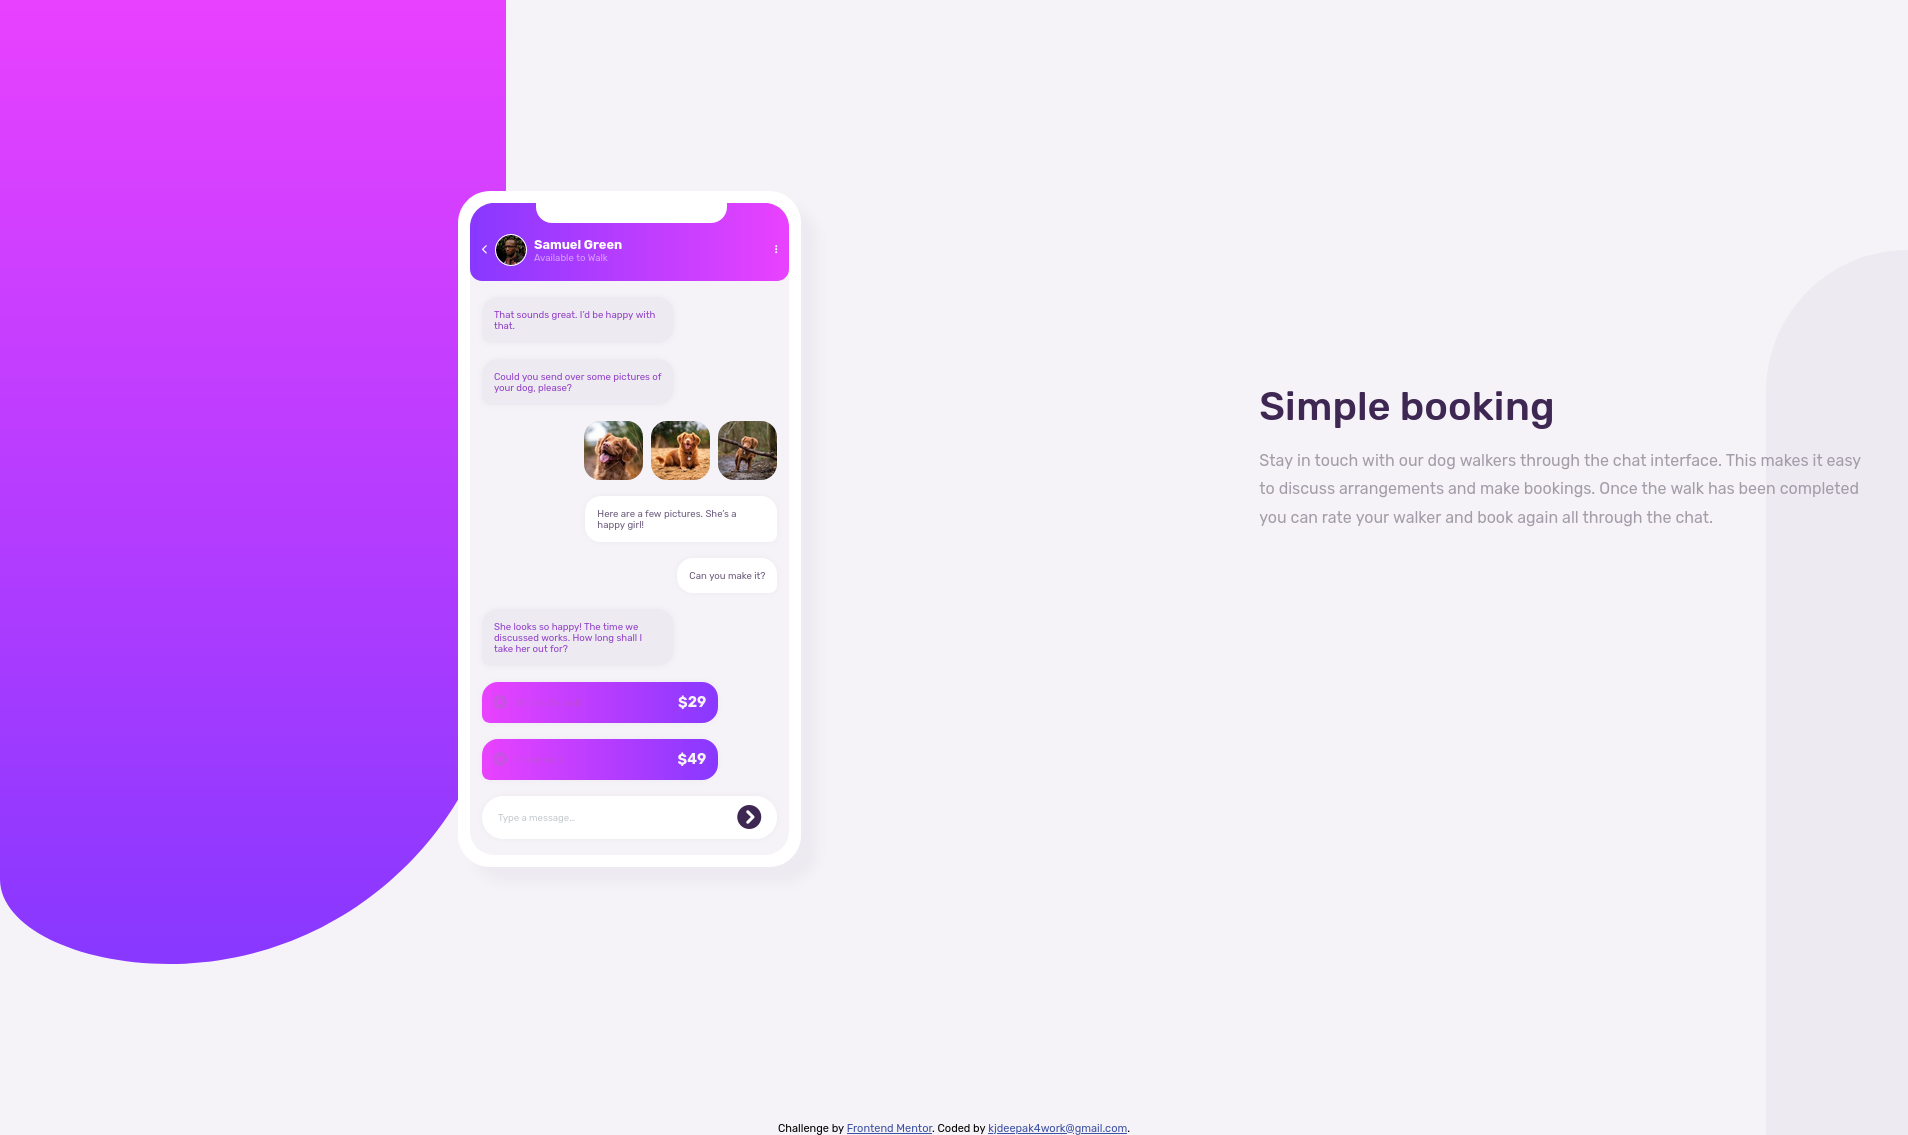 Samuel Green
Available to Walk
That sounds great. I'd be happy with
that.
Could you send over some pictures of
your dog, please?
Here are a few pictures. She's a
happy girl!
Can you make it?
She looks so happy! The time we
discussed works. How long shall I
take her out for?
$29
$49
Type a message…
Simple booking
Stay in touch with our dog walkers through the chat interface. This makes it easy
to discuss arrangements and make bookings. Once the walk has been completed
you can rate your walker and book again all through the chat.
Challenge by Frontend Mentor. Coded by kjdeepak4work@gmail.com.